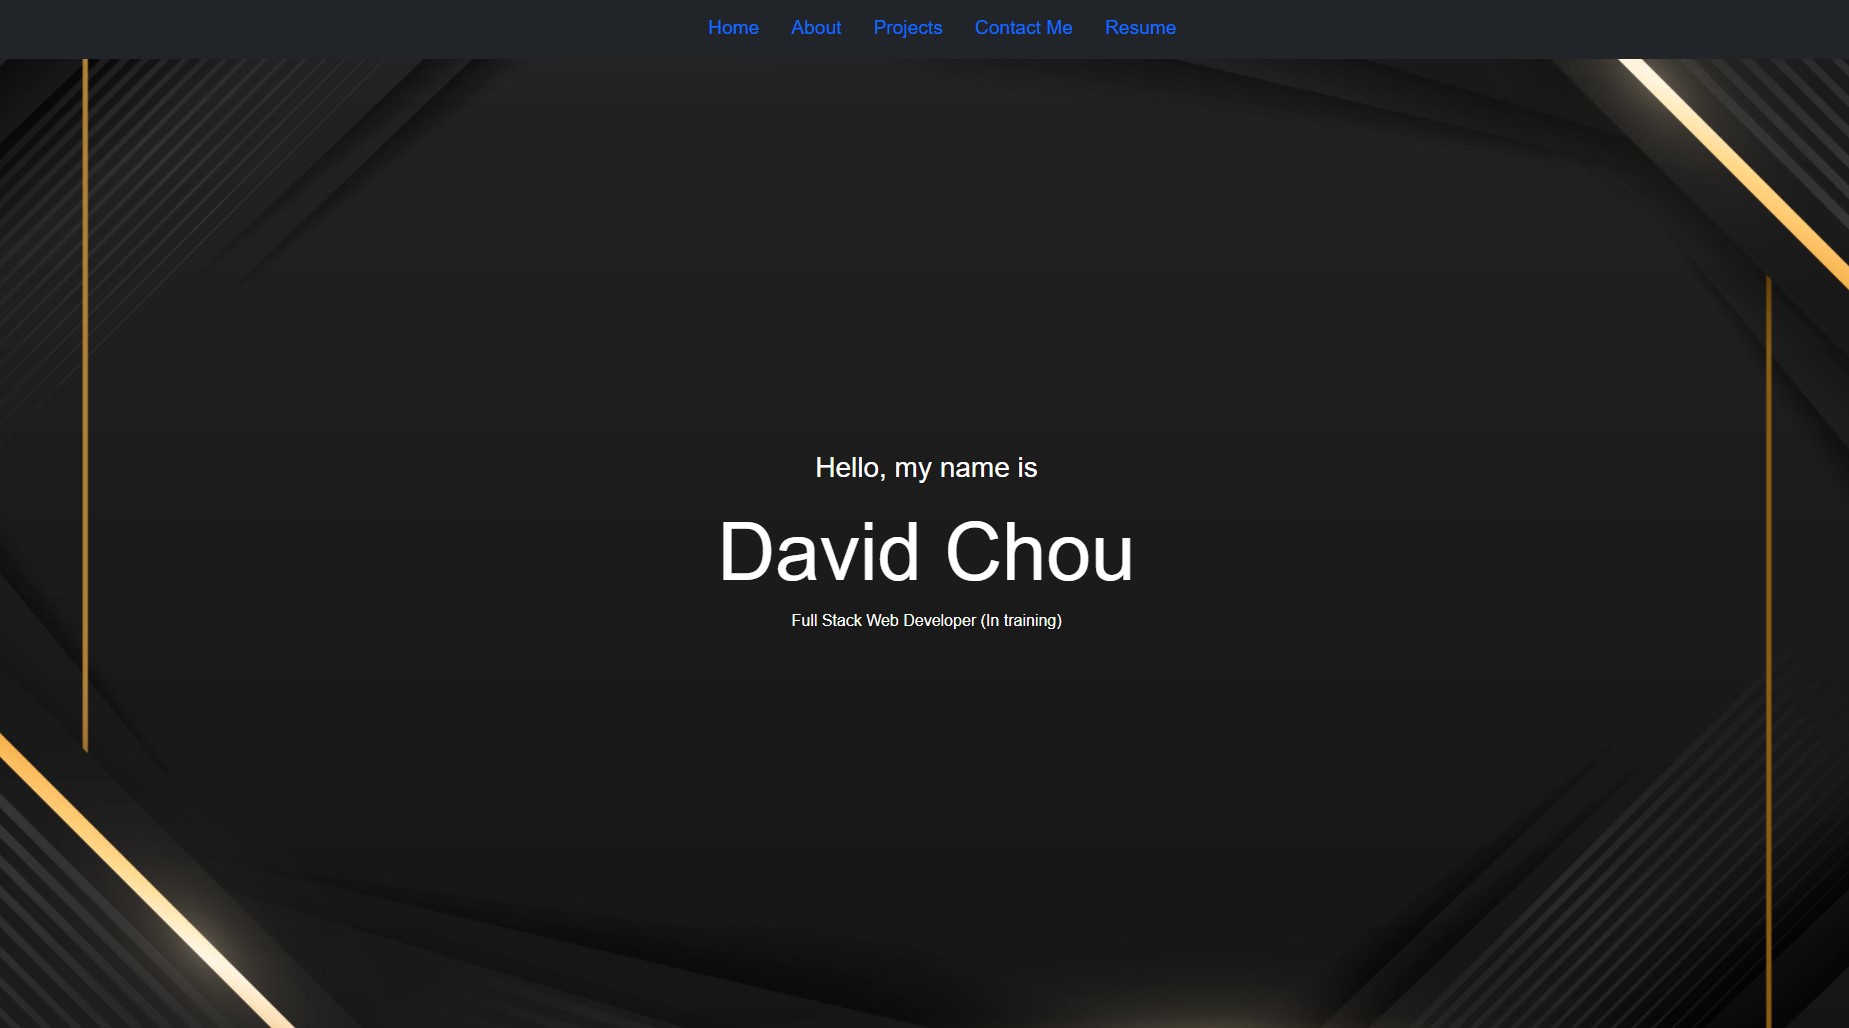 Home About Projects Contact Me Resume
Hello, my name is
David Chou
Full Stack Web Developer (In training)